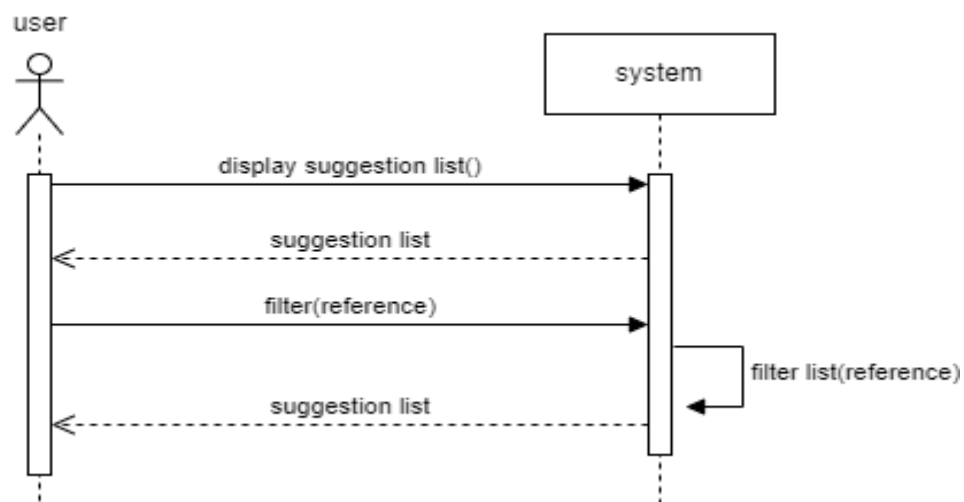 user
system
display suggestion list()
suggestion list
filter(reference)
filter list(reference)
suggestion list